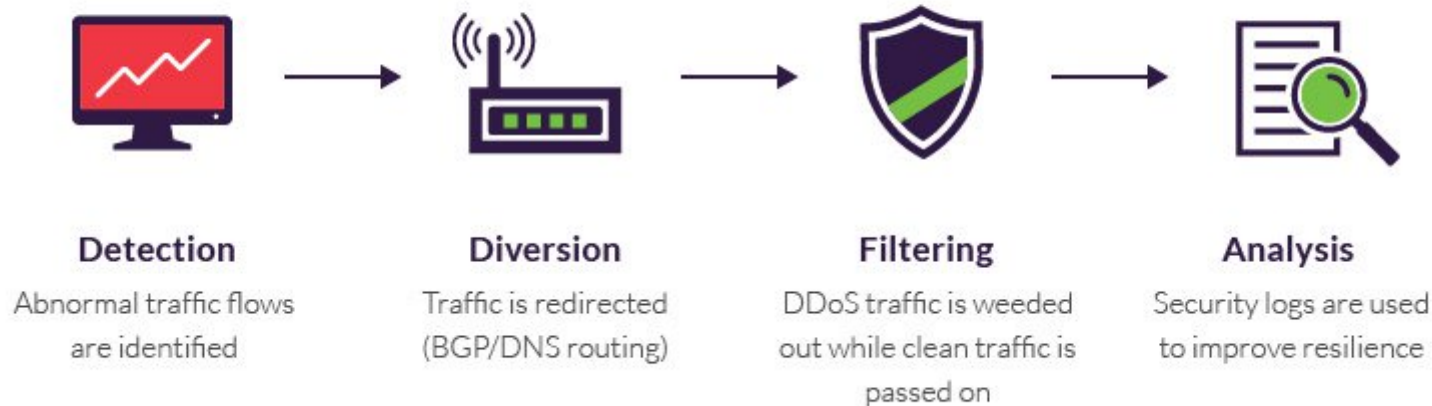 Detection
Abnormal traffic flows
are identified
Diversion
Traffic is redirected
(BGP/DNS routing)
Filtering
DDoS traffic is weeded
out while clean traffic is
passed on
Analysis
Security logs are used
to improve resilience